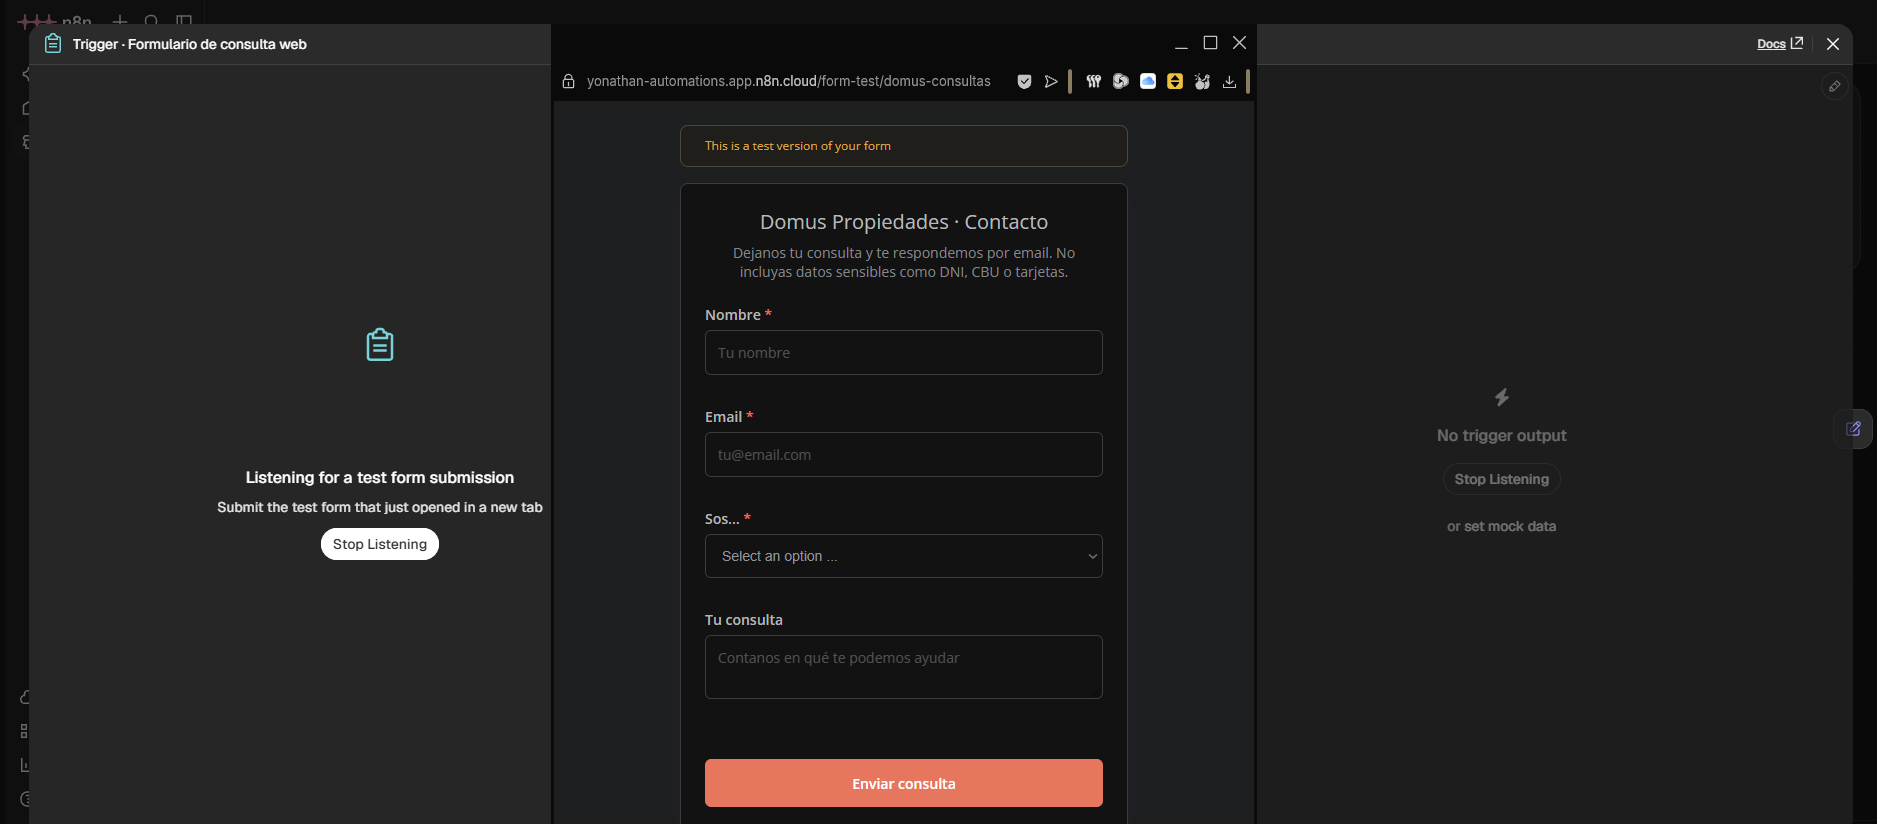 n8n
Trigger · Formulario de consulta web
Docs
yonathan-automations.app.n8n.cloud/form-test/domus-consultas
This is a test version of your form
Domus Propiedades · Contacto
Dejanos tu consulta y te respondemos por email. No
incluyas datos sensibles como DNI, CBU o tarjetas.
Nombre *
Tu nombre
Email *
tu@email.com
Sos... *
Select an option ...
Tu consulta
Contanos en qué te podemos ayudar
Enviar consulta
Listening for a test form submission
Submit the test form that just opened in a new tab
Stop Listening
No trigger output
Stop Listening
or set mock data